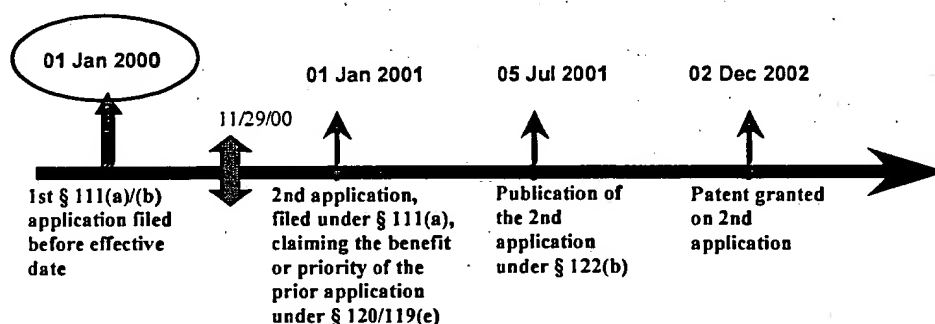 01 Jan 2000
01 Jan 2001
05 Jul 2001
02 Dec 2002
11/29/00
1st § 111(a)/(b)
application filed
before effective
date
2nd application,
filed under § 111(a),
claiming the benefit
or priority of the
prior application
under § 120/119(e)
Publication of
the 2nd
application
under § 122(b)
Patent granted
on 2nd
application